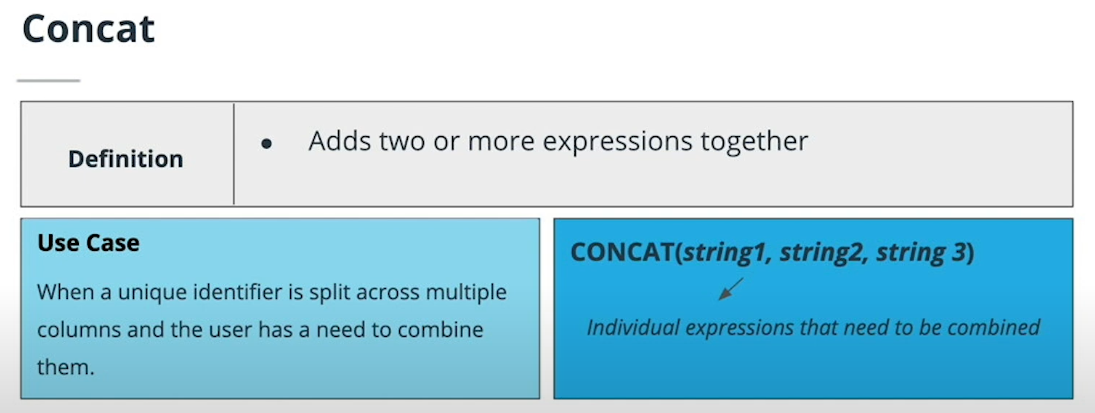 Concat
Definition
• Adds two or more expressions together
Use Case
When a unique identifier is split across multiple
columns and the user has a need to combine
them.
CONCAT(string1, string2, string 3)
Individual expressions that need to be combined